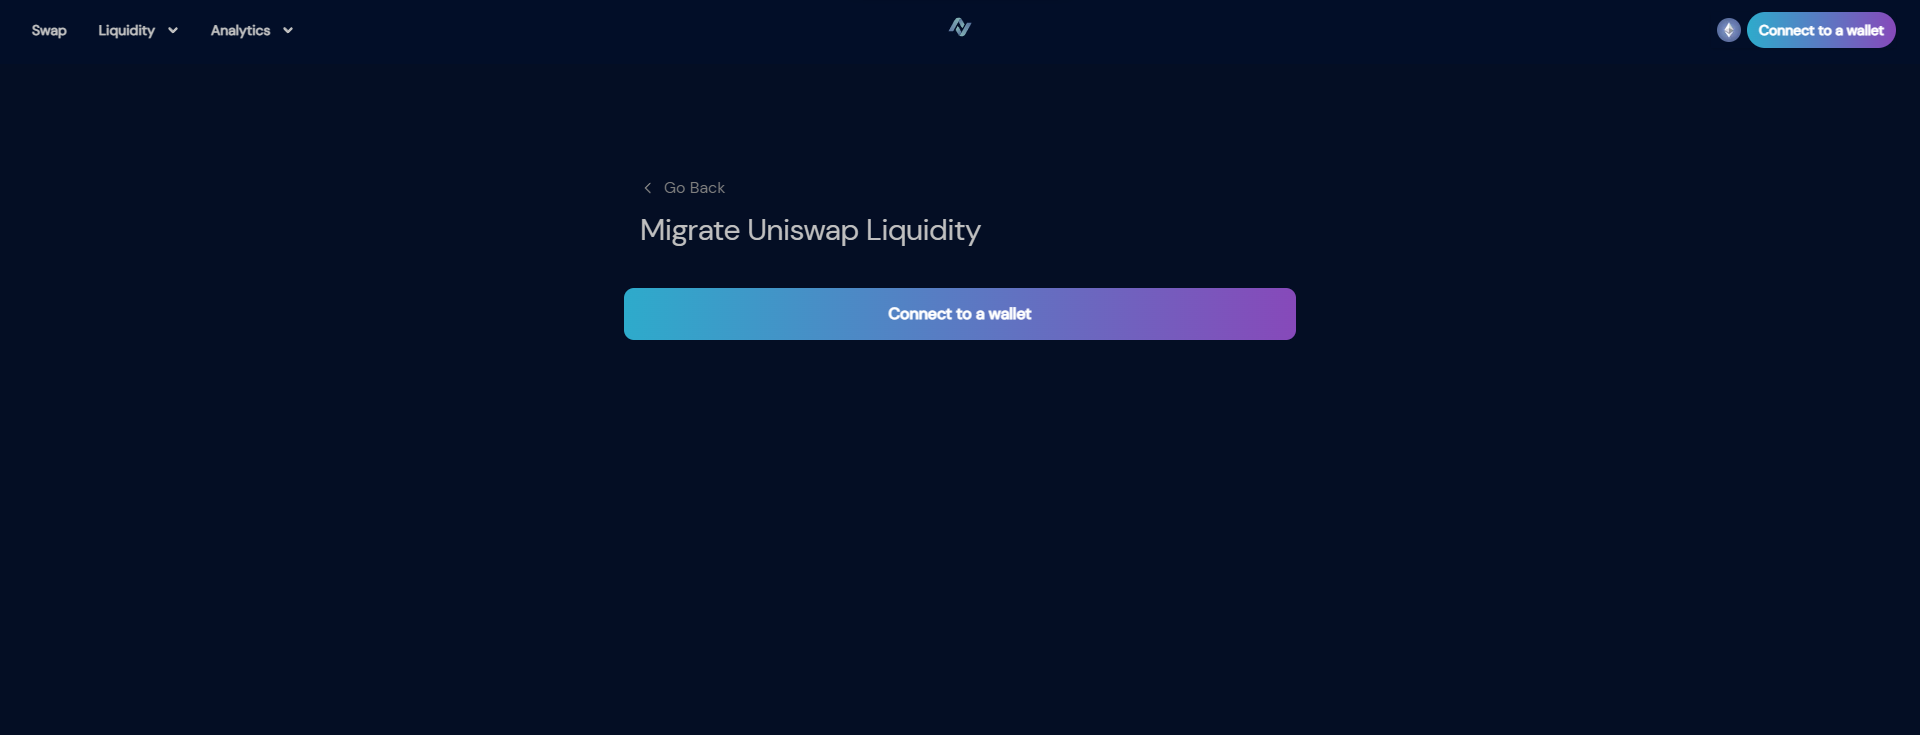 Swap
Liquidity
Analytics
Connect to a wallet
Go Back
Migrate Uniswap Liquidity
Connect to a wallet